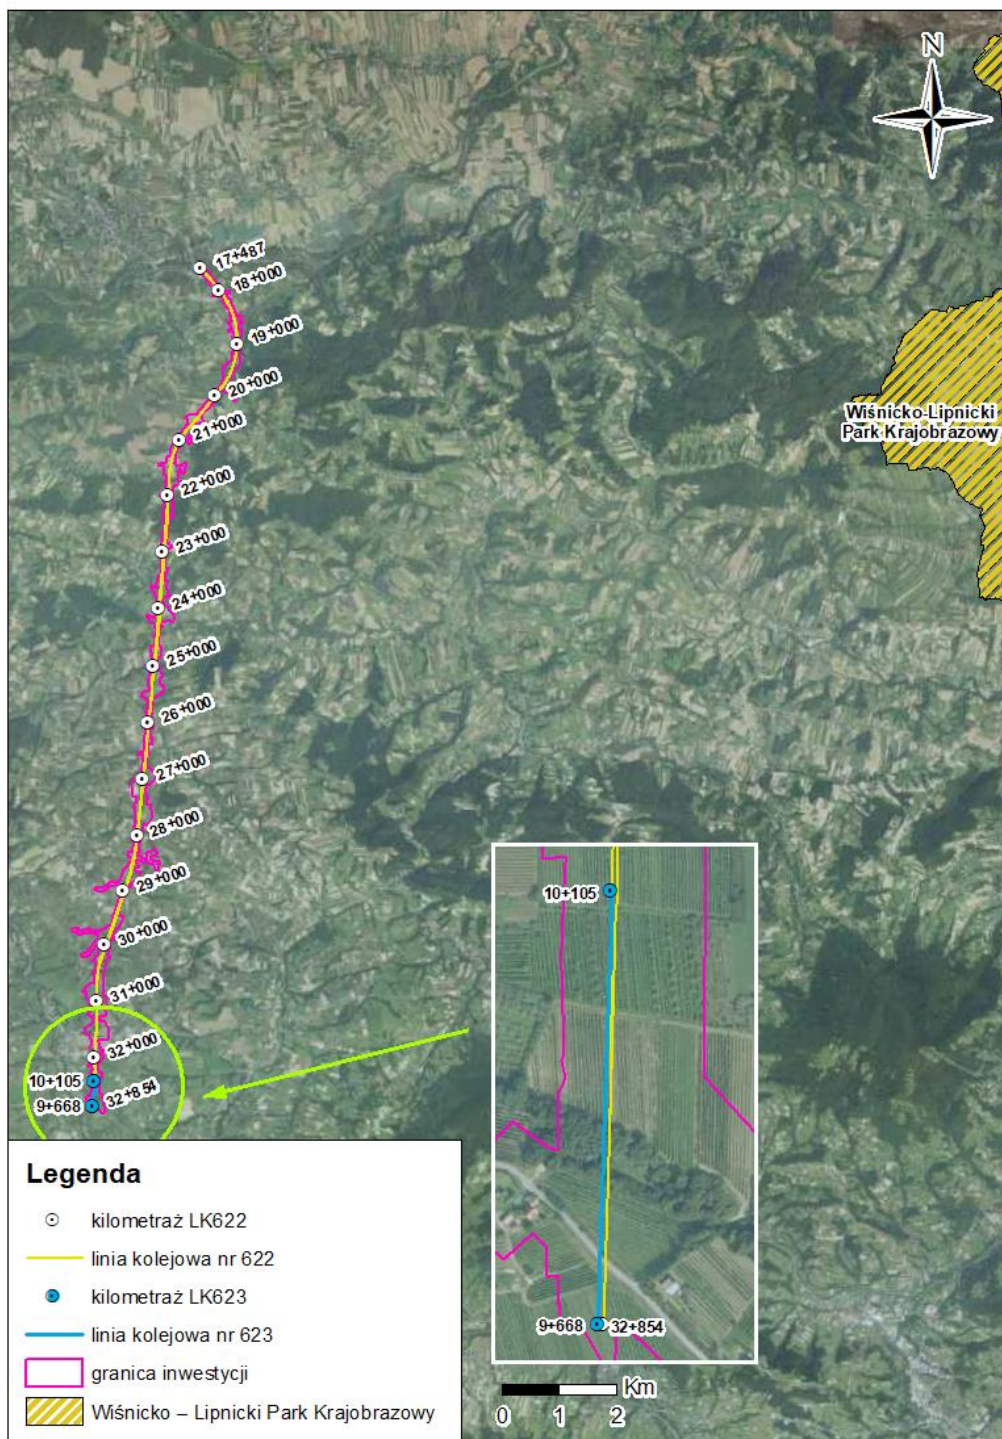 N
17+487
18+000
19+000
20+000
21+000
Wiśnicko-Lipnicki
Park Krajobrazowy
22+000
23+000
24+000
25+000
26+000
27+000
28+000
29+000
30+000
31+000
32+000
10+105
32+854
9+668
10+105
9+668
32+854
Legenda
kilometraż LK622
linia kolejowa nr 622
kilometraż LK623
linia kolejowa nr 623
granica inwestycji
Wiśnicko – Lipnicki Park Krajobrazowy
Km
0 1 2